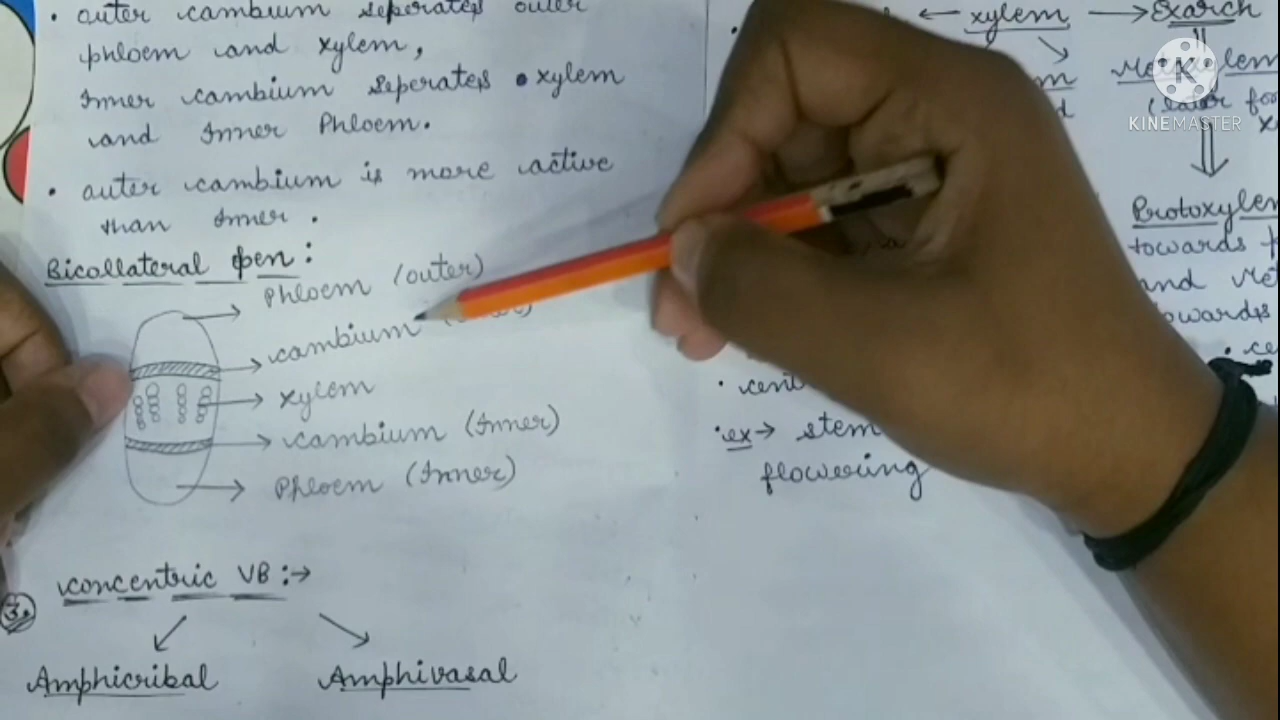 • outer cambium seperates outer
phloem and xylem,
Inner cambium seperates xylem
and Inner Phloem.
• outer cambium is more active
than Inner.
Bicollateral pen:
Phloem (outer)
cambium
xylem
cambium (Inner)
Phloem (Inner)
3. concentric VB:→
Amphicribal Amphivasal
← xylem → Exarch
Protoxylem
towards
and
towards
• ex → stem
flowering
KINEMASTER